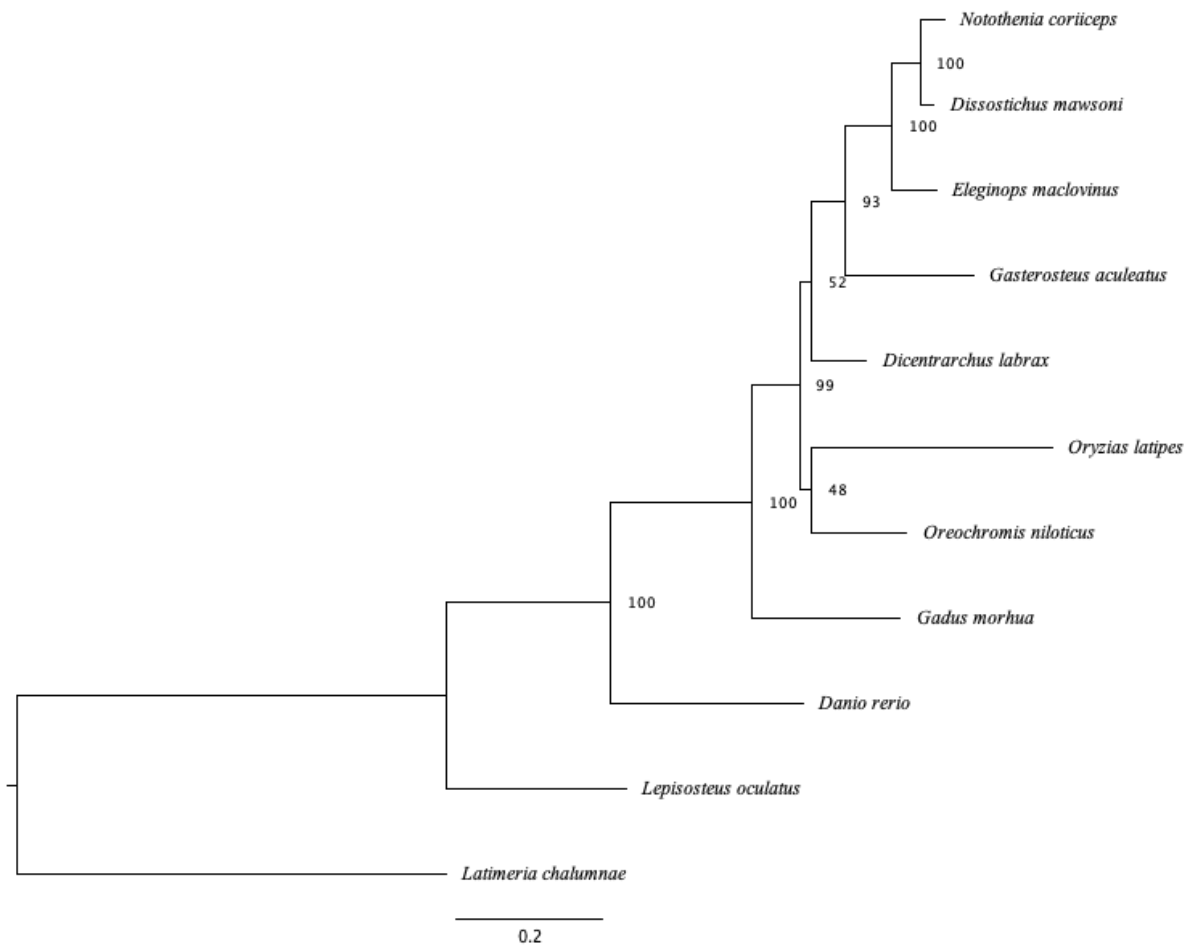 Notothenia coriiceps
100
Dissostichus mawsoni
100
Eleginops maclovinus
93
Gasterosteus aculeatus
52
Dicentrarchus labrax
99
Oryzias latipes
48
100
Oreochromis niloticus
Gadus morhua
100
Danio rerio
Lepisosteus oculatus
Latimeria chalumnae
0.2